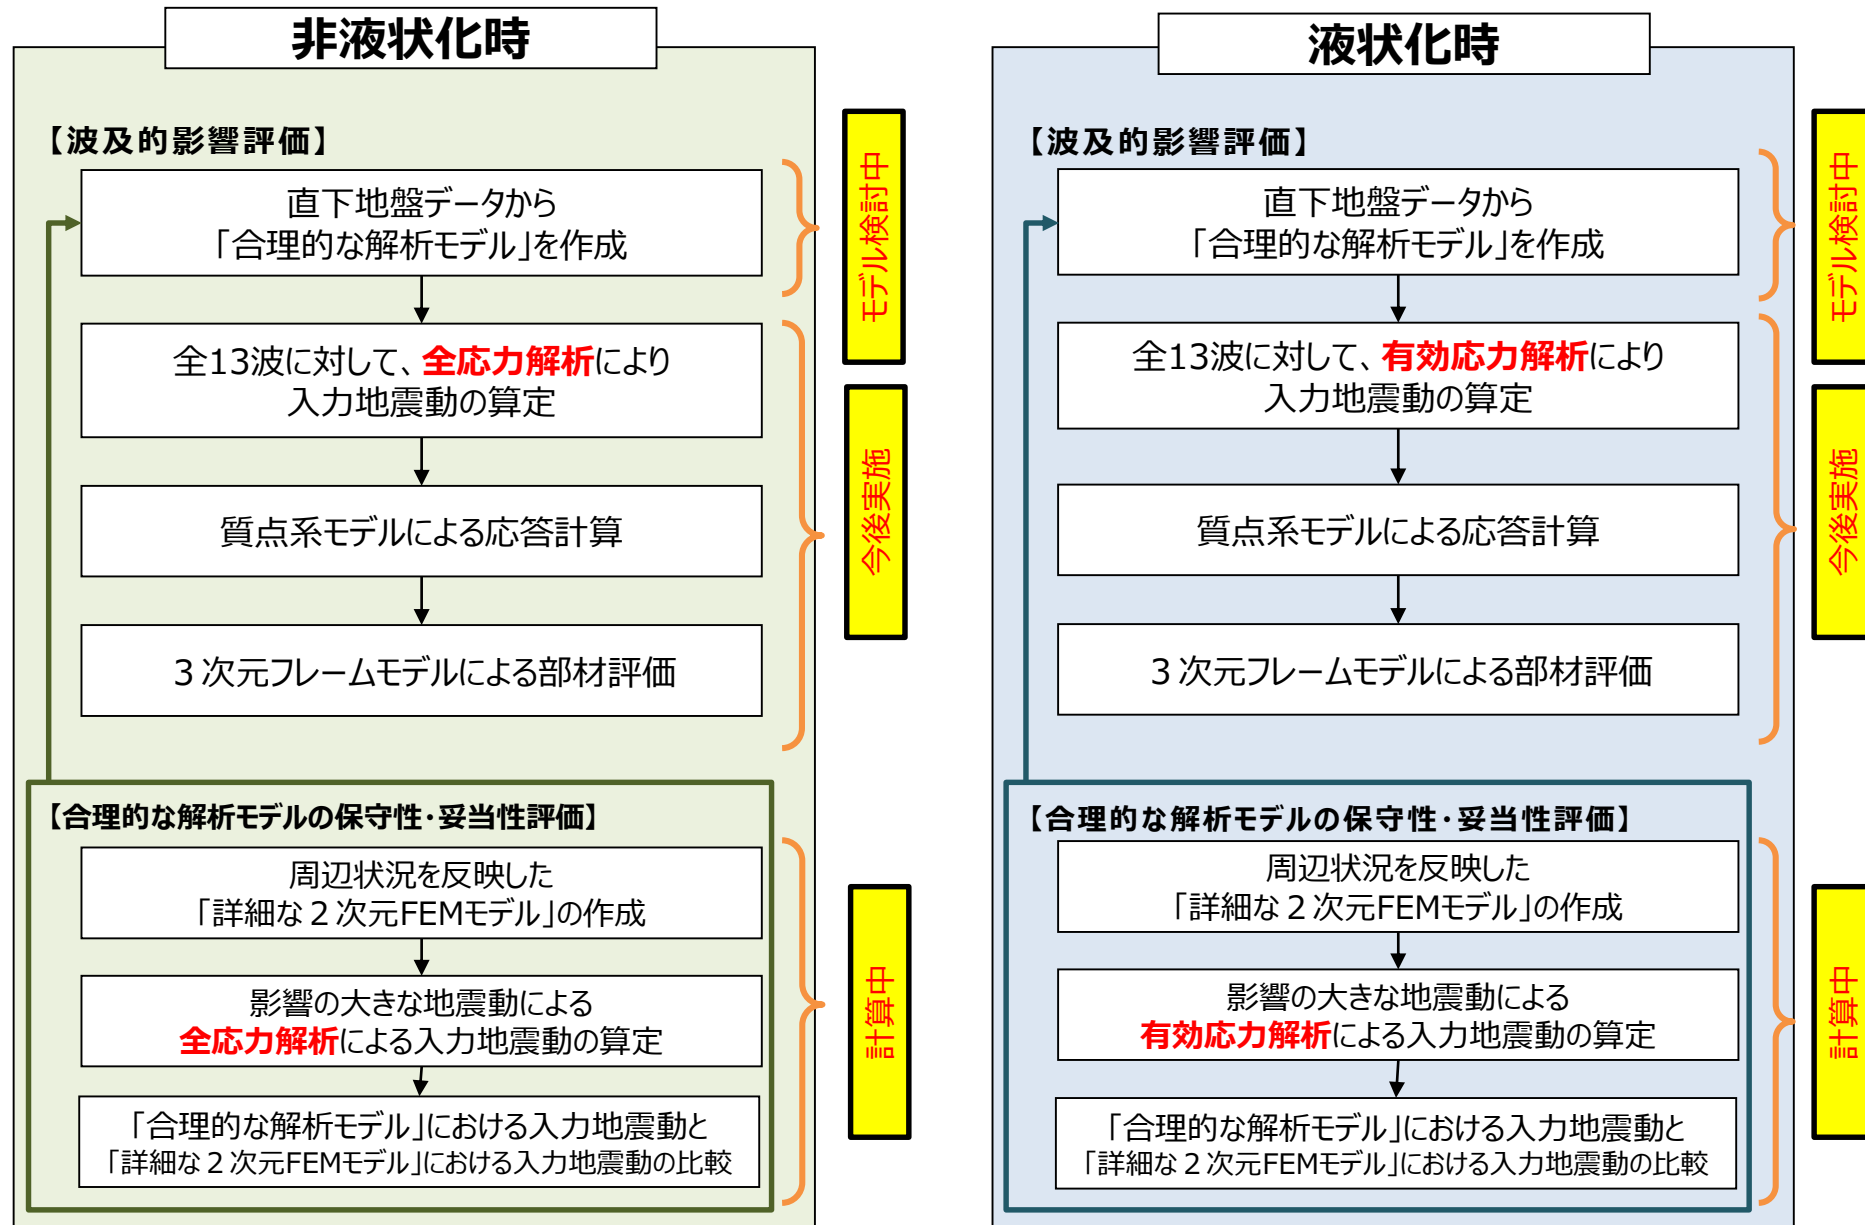 非液状化時
【波及的影響評価】
直下地盤データから
「合理的な解析モデル」を作成
全13波に対して、全応力解析により
入力地震動の算定
質点系モデルによる応答計算
３次元フレームモデルによる部材評価
モデル検討中
今後実施
【合理的な解析モデルの保守性・妥当性評価】
周辺状況を反映した
「詳細な２次元FEMモデル」の作成
影響の大きな地震動による
全応力解析による入力地震動の算定
「合理的な解析モデル」における入力地震動と
「詳細な２次元FEMモデル」における入力地震動の比較
計算中
液状化時
【波及的影響評価】
直下地盤データから
「合理的な解析モデル」を作成
全13波に対して、有効応力解析により
入力地震動の算定
質点系モデルによる応答計算
３次元フレームモデルによる部材評価
モデル検討中
今後実施
【合理的な解析モデルの保守性・妥当性評価】
周辺状況を反映した
「詳細な２次元FEMモデル」の作成
影響の大きな地震動による
有効応力解析による入力地震動の算定
「合理的な解析モデル」における入力地震動と
「詳細な２次元FEMモデル」における入力地震動の比較
計算中